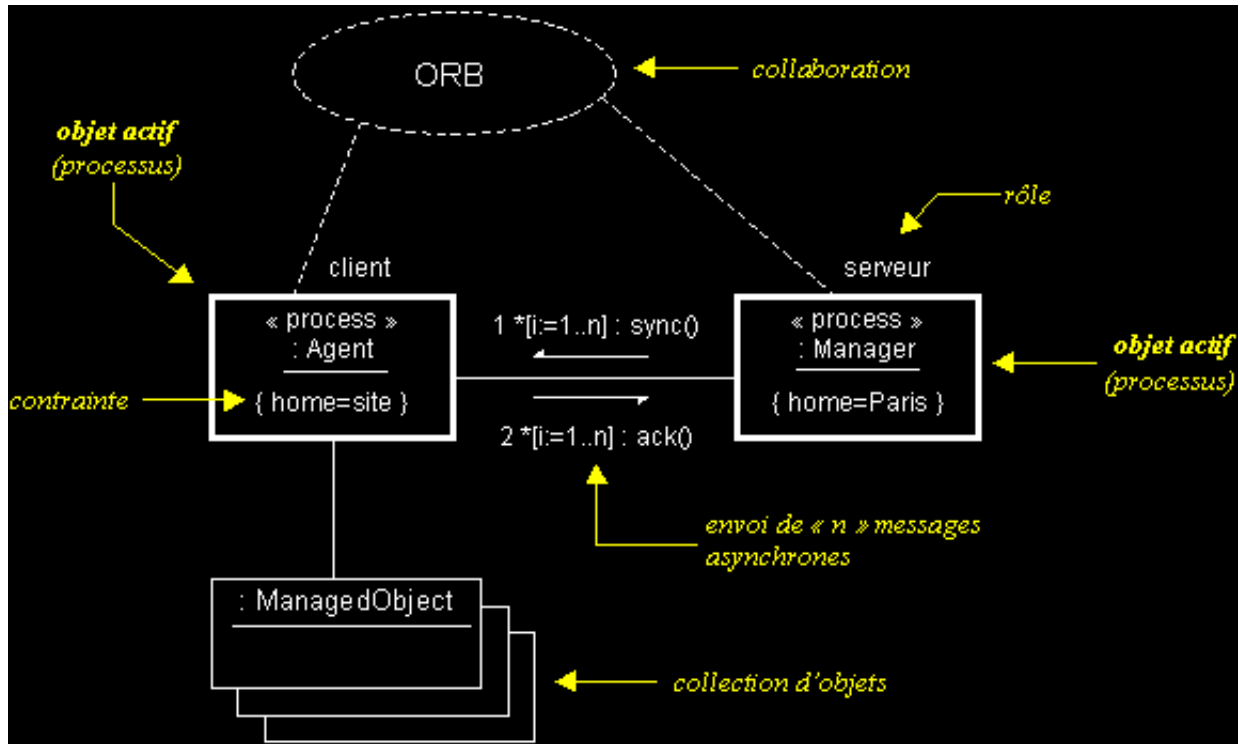 ORB
collaboration
objet actif
(processus)
rôle
client
serveur
« process »
: Agent
{ home=site }
1 *[i:=1..n] : sync()
2 *[i:=1..n] : ack()
« process »
: Manager
{ home=Paris }
objet actif
(processus)
contrainte
envoi de « n » messages
asynchrones
: ManagedObject
collection d'objets